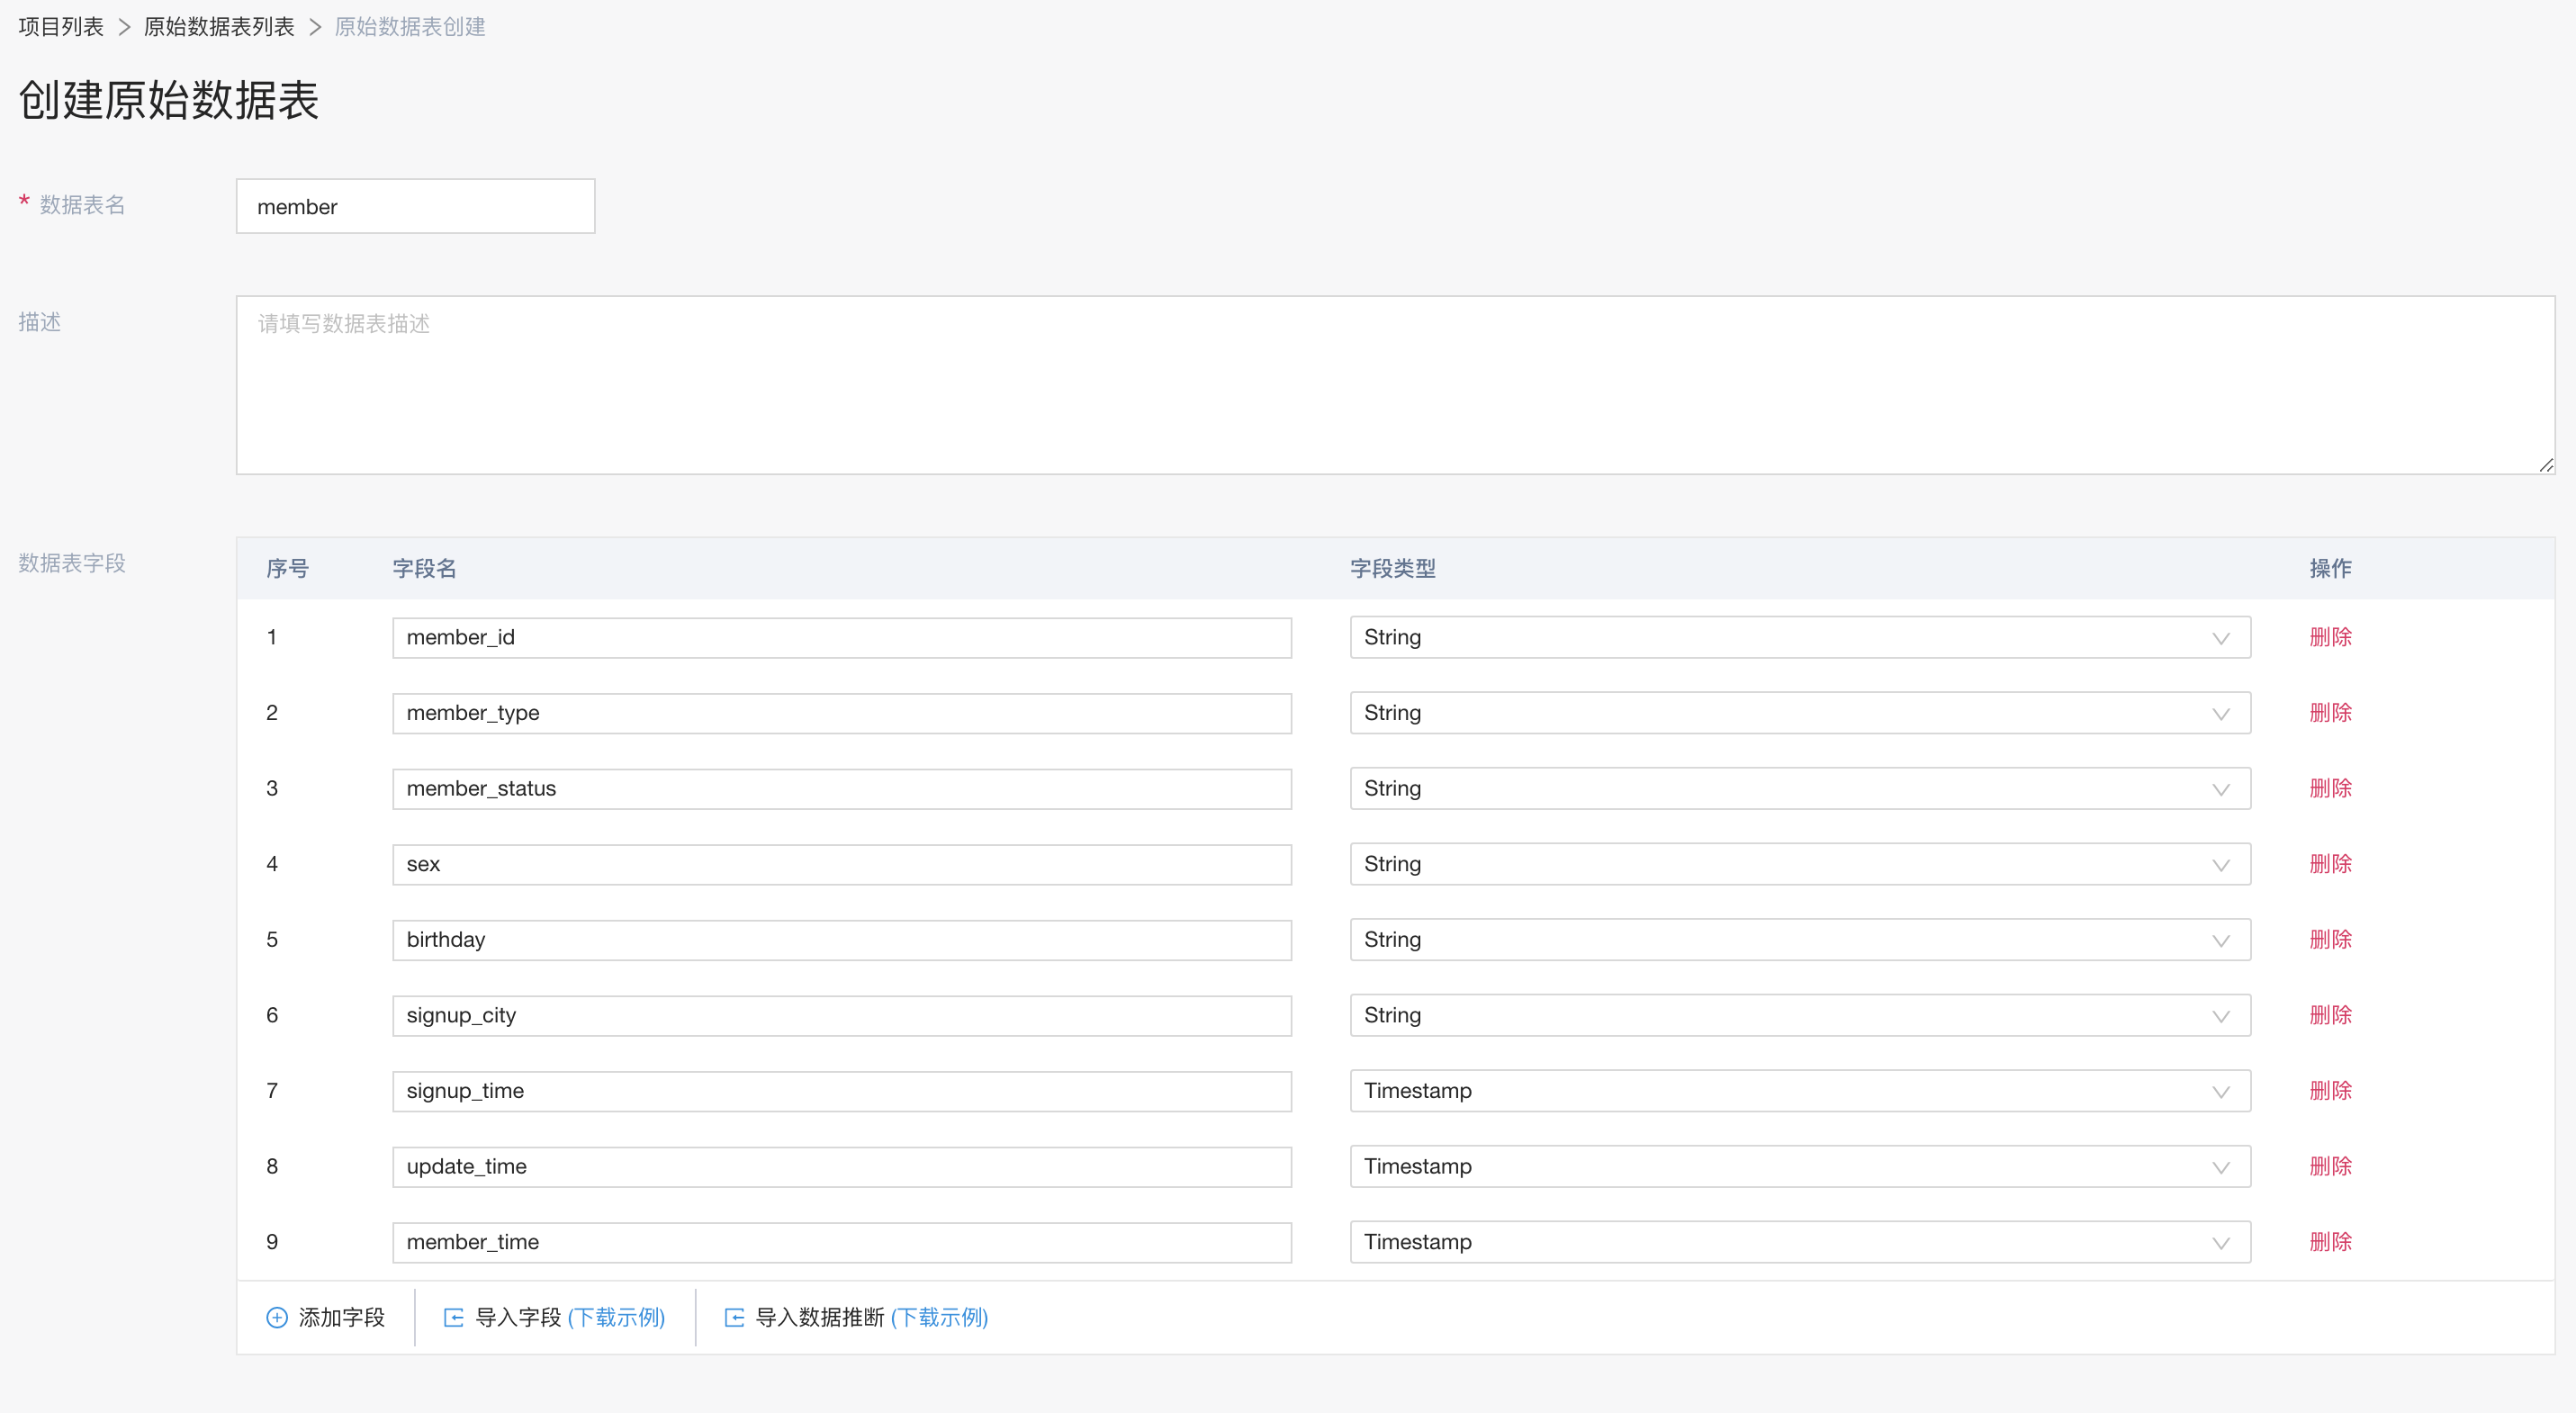 项目列表 > 原始数据表列表 > 原始数据表创建
创建原始数据表
* 数据表名 member
描述 请填写数据表描述
数据表字段 序号 字段名 字段类型 操作
1 member_id String 删除
2 member_type String 删除
3 member_status String 删除
4 sex String 删除
5 birthday String 删除
6 signup_city String 删除
7 signup_time Timestamp 删除
8 update_time Timestamp 删除
9 member_time Timestamp 删除
添加字段 导入字段 (下载示例) 导入数据推断 (下载示例)